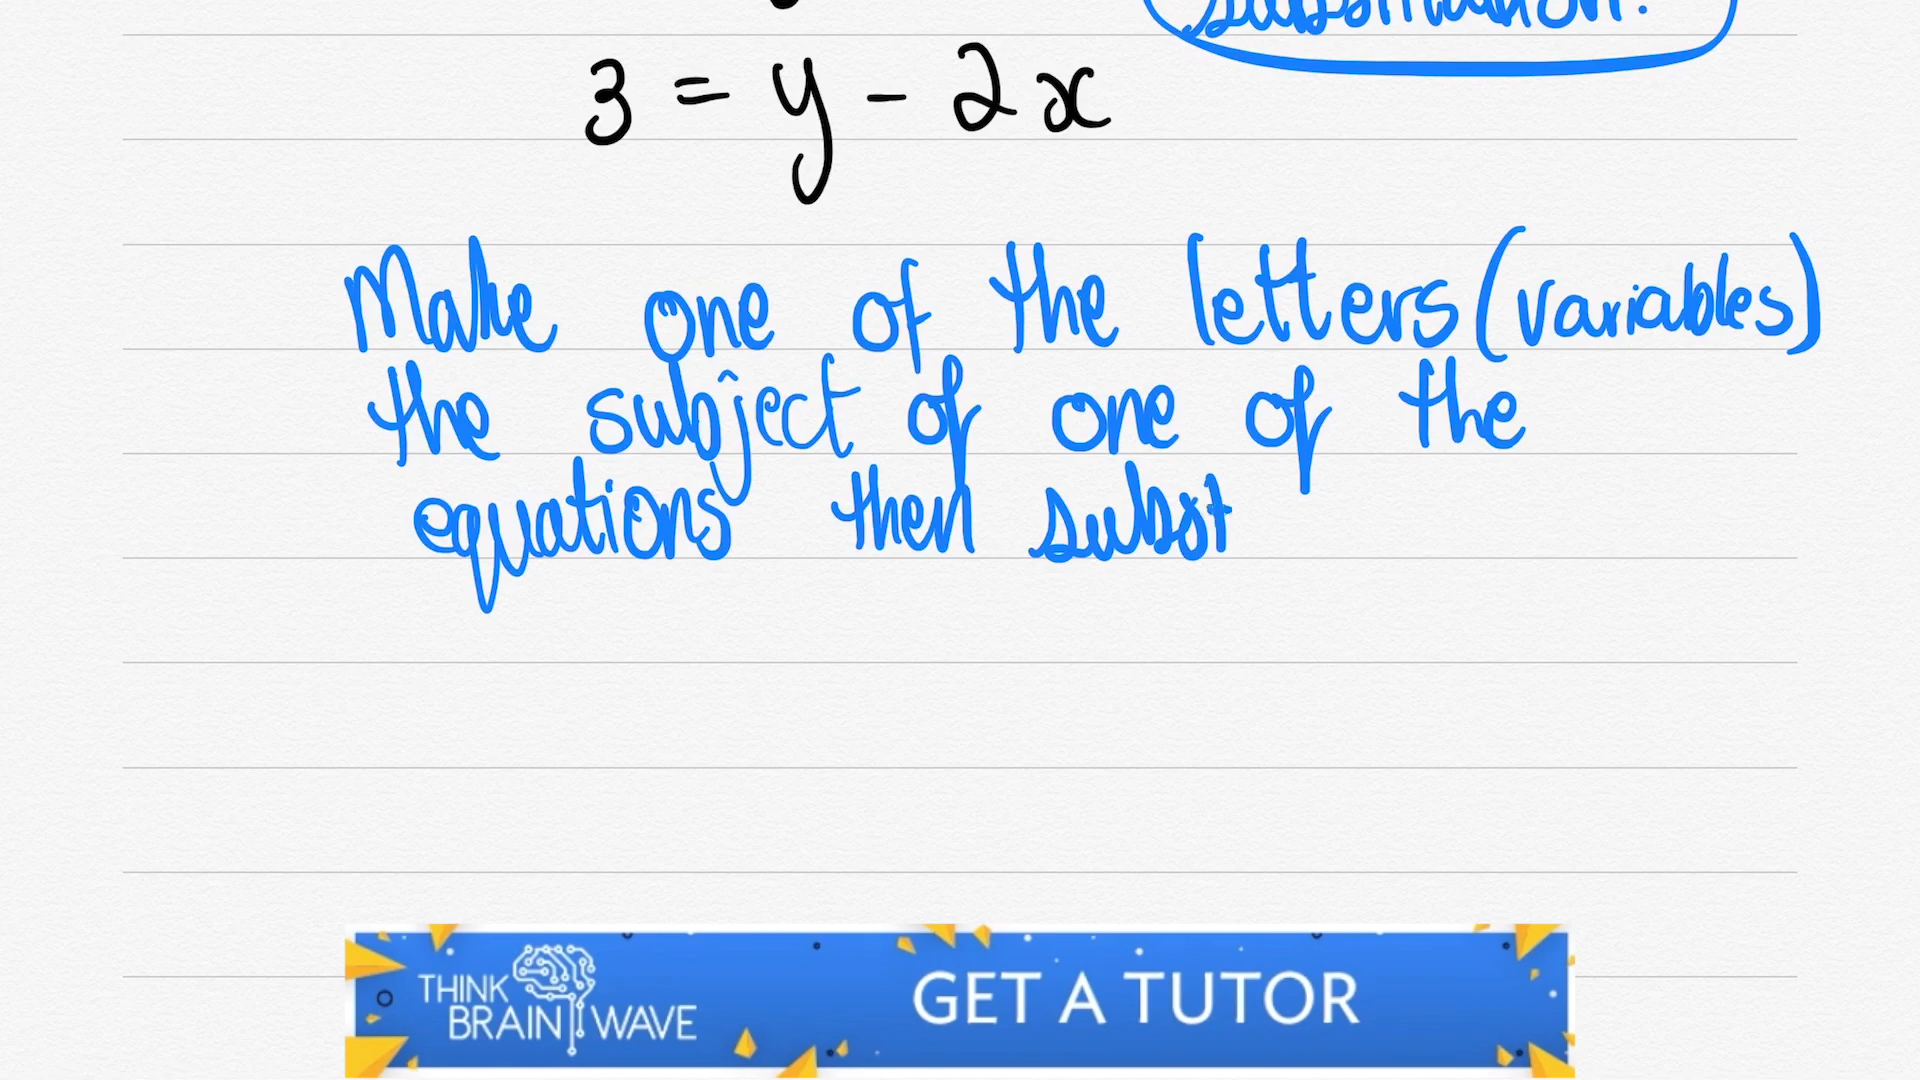 substitution.
3 = y - 2x
Make one of the letters (variables)
the subject of one of the
equations then subst
THINK
BRAIN WAVE
GET A TUTOR